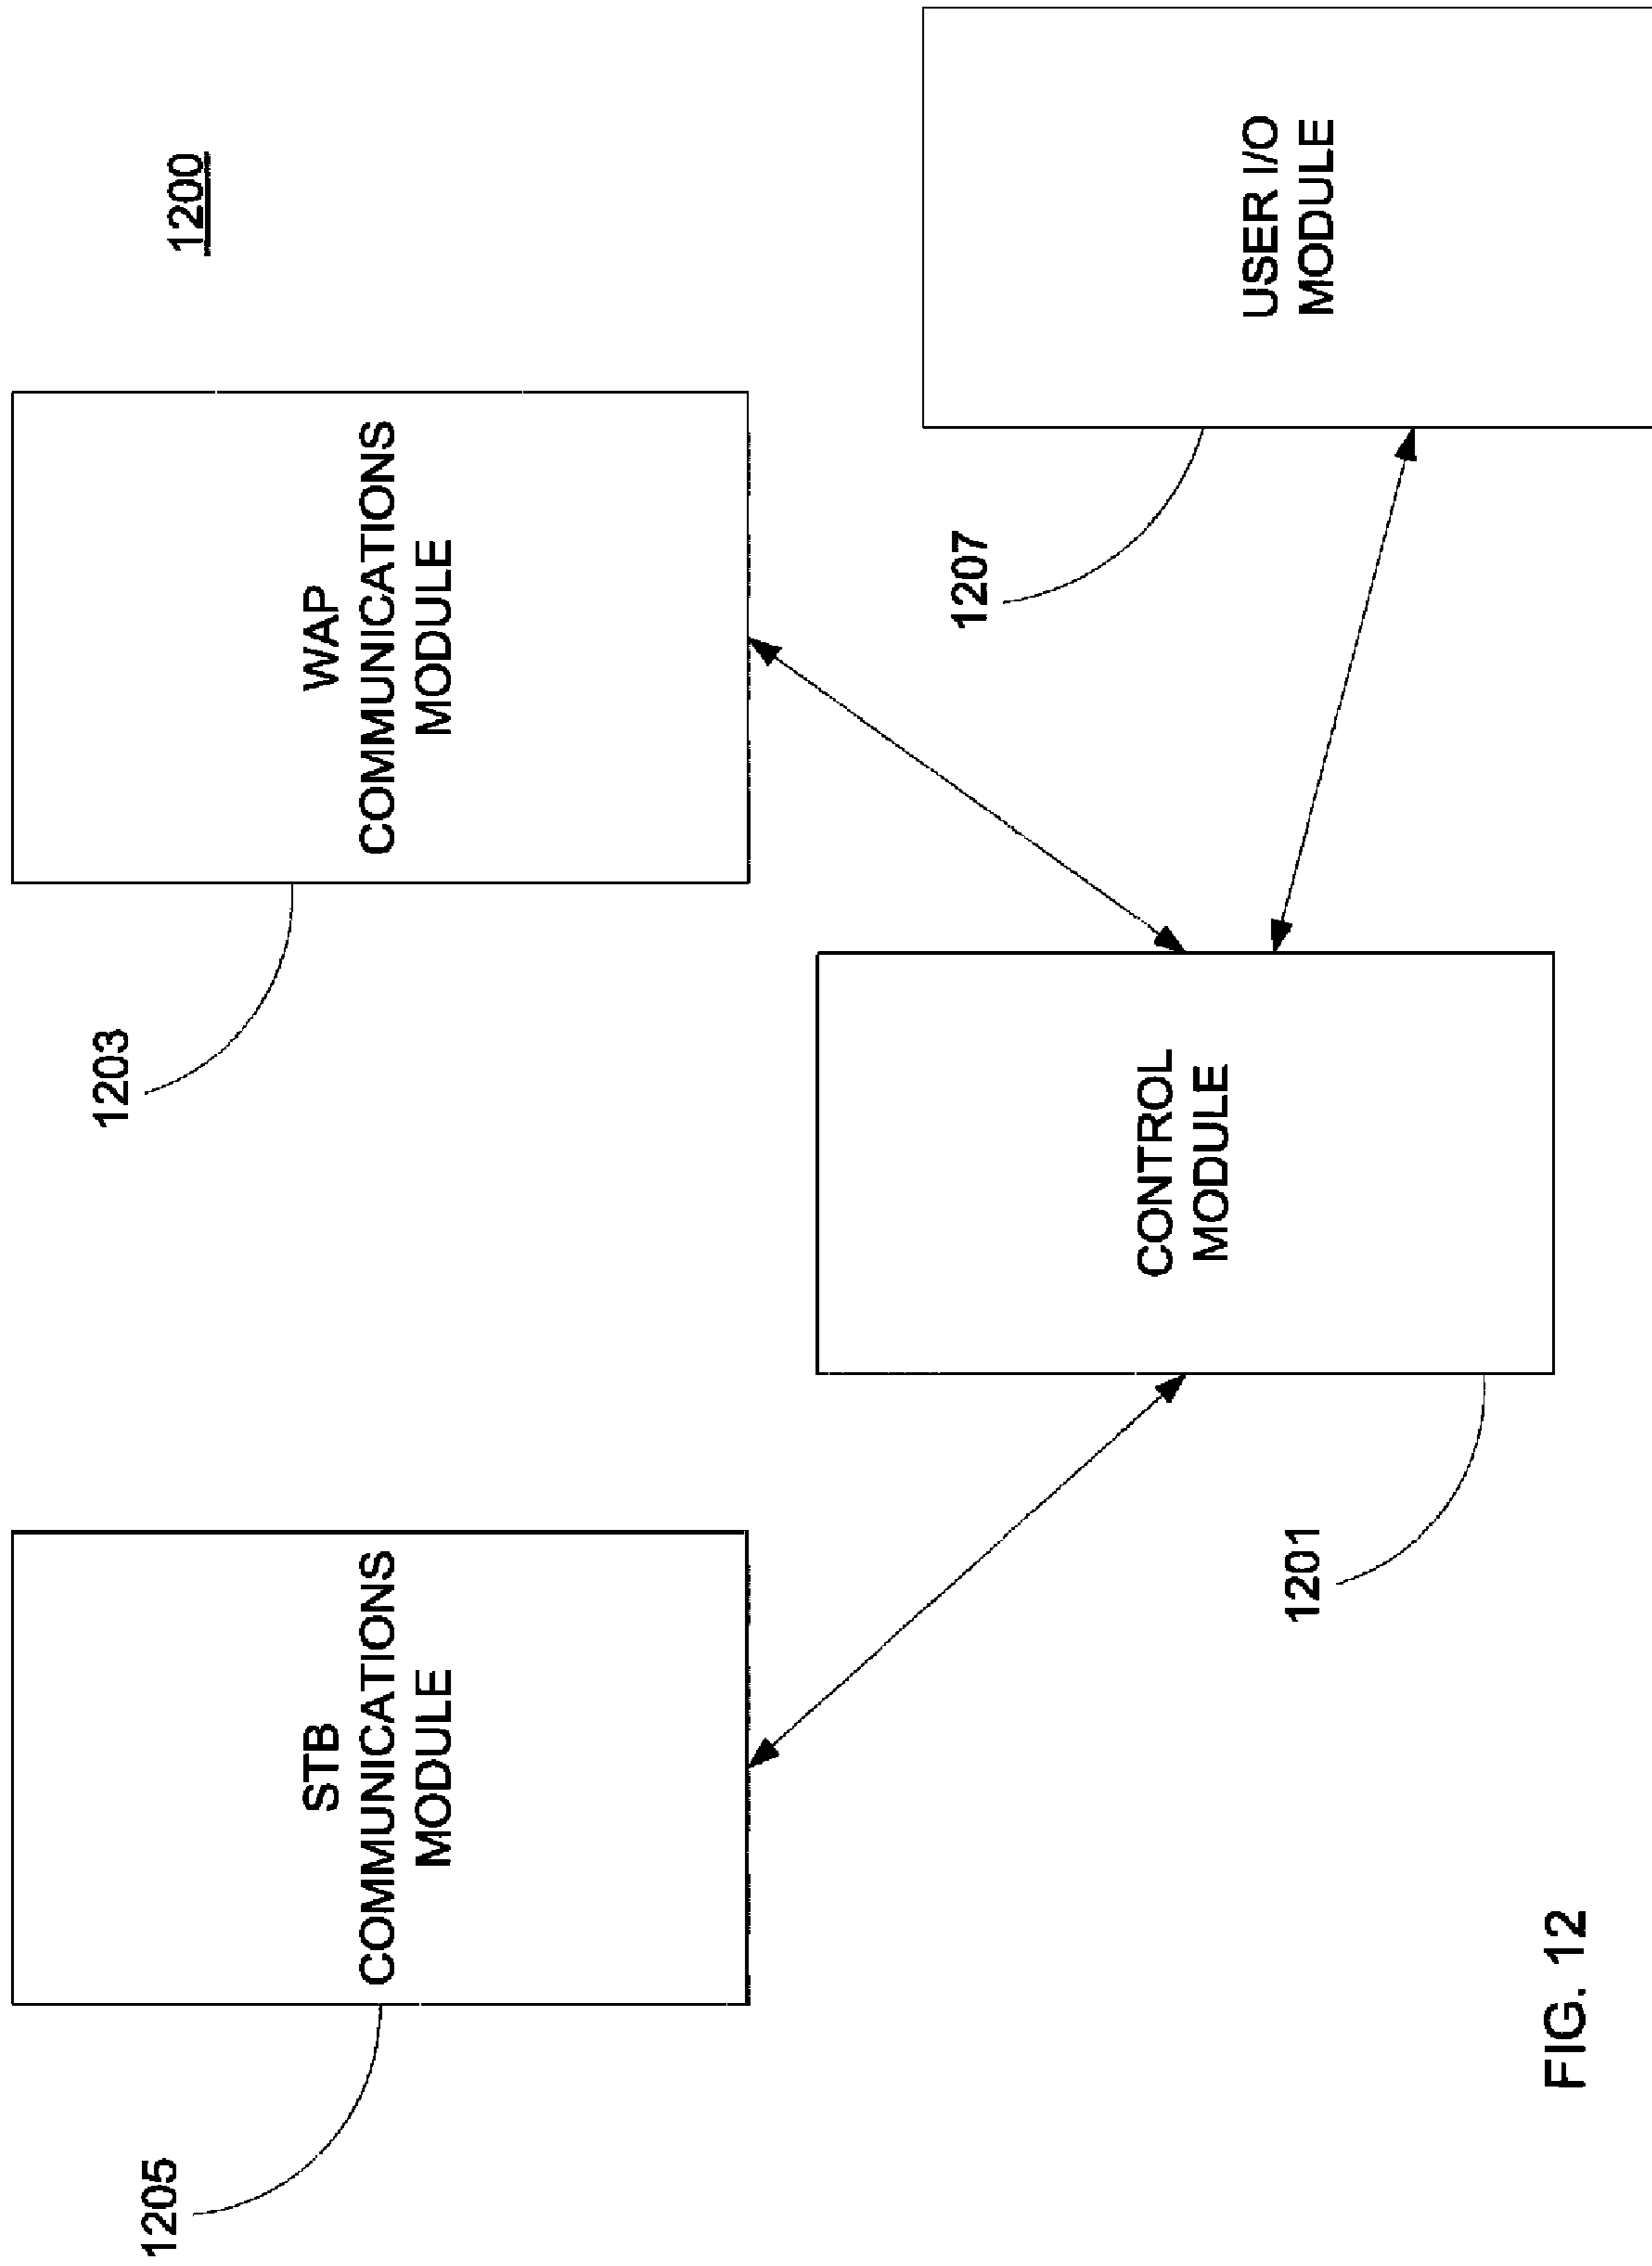 1200
1205
STB
COMMUNICATIONS
MODULE
1203
WAP
COMMUNICATIONS
MODULE
1201
CONTROL
MODULE
1207
USER I/O
MODULE
FIG. 12